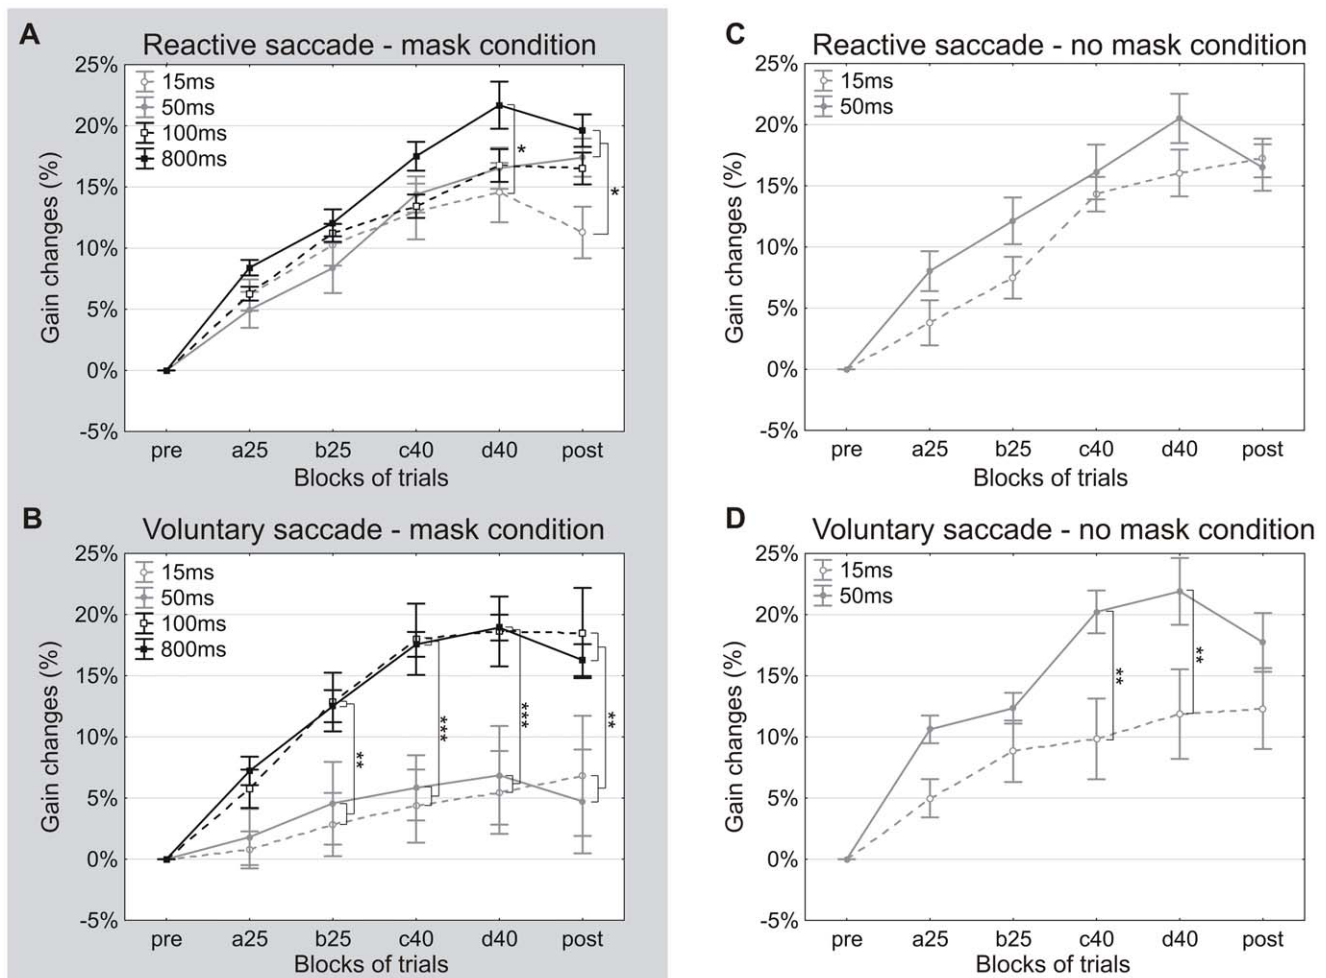 A
Reactive saccade - mask condition
25%
20%
15%
10%
5%
0%
-5%
Gain changes (%)
15ms
50ms
100ms
800ms
*
*
pre a25 b25 c40 d40 post
Blocks of trials
B
Voluntary saccade - mask condition
25%
20%
15%
10%
5%
0%
-5%
Gain changes (%)
15ms
50ms
100ms
800ms
**
***
***
**
pre a25 b25 c40 d40 post
Blocks of trials
C
Reactive saccade - no mask condition
25%
20%
15%
10%
5%
0%
-5%
Gain changes (%)
15ms
50ms
pre a25 b25 c40 d40 post
Blocks of trials
D
Voluntary saccade - no mask condition
25%
20%
15%
10%
5%
0%
-5%
Gain changes (%)
15ms
50ms
**
**
pre a25 b25 c40 d40 post
Blocks of trials